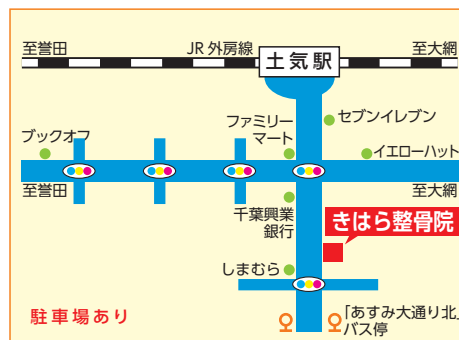 至誉田
JR外房線
至大網
土気駅
セブンイレブン
ファミリー
マート
ブックオフ
イエローハット
至誉田
至大網
千葉興業
銀行
きはら整骨院
しまむら
駐車場あり
「あすみ大通り北」
バス停